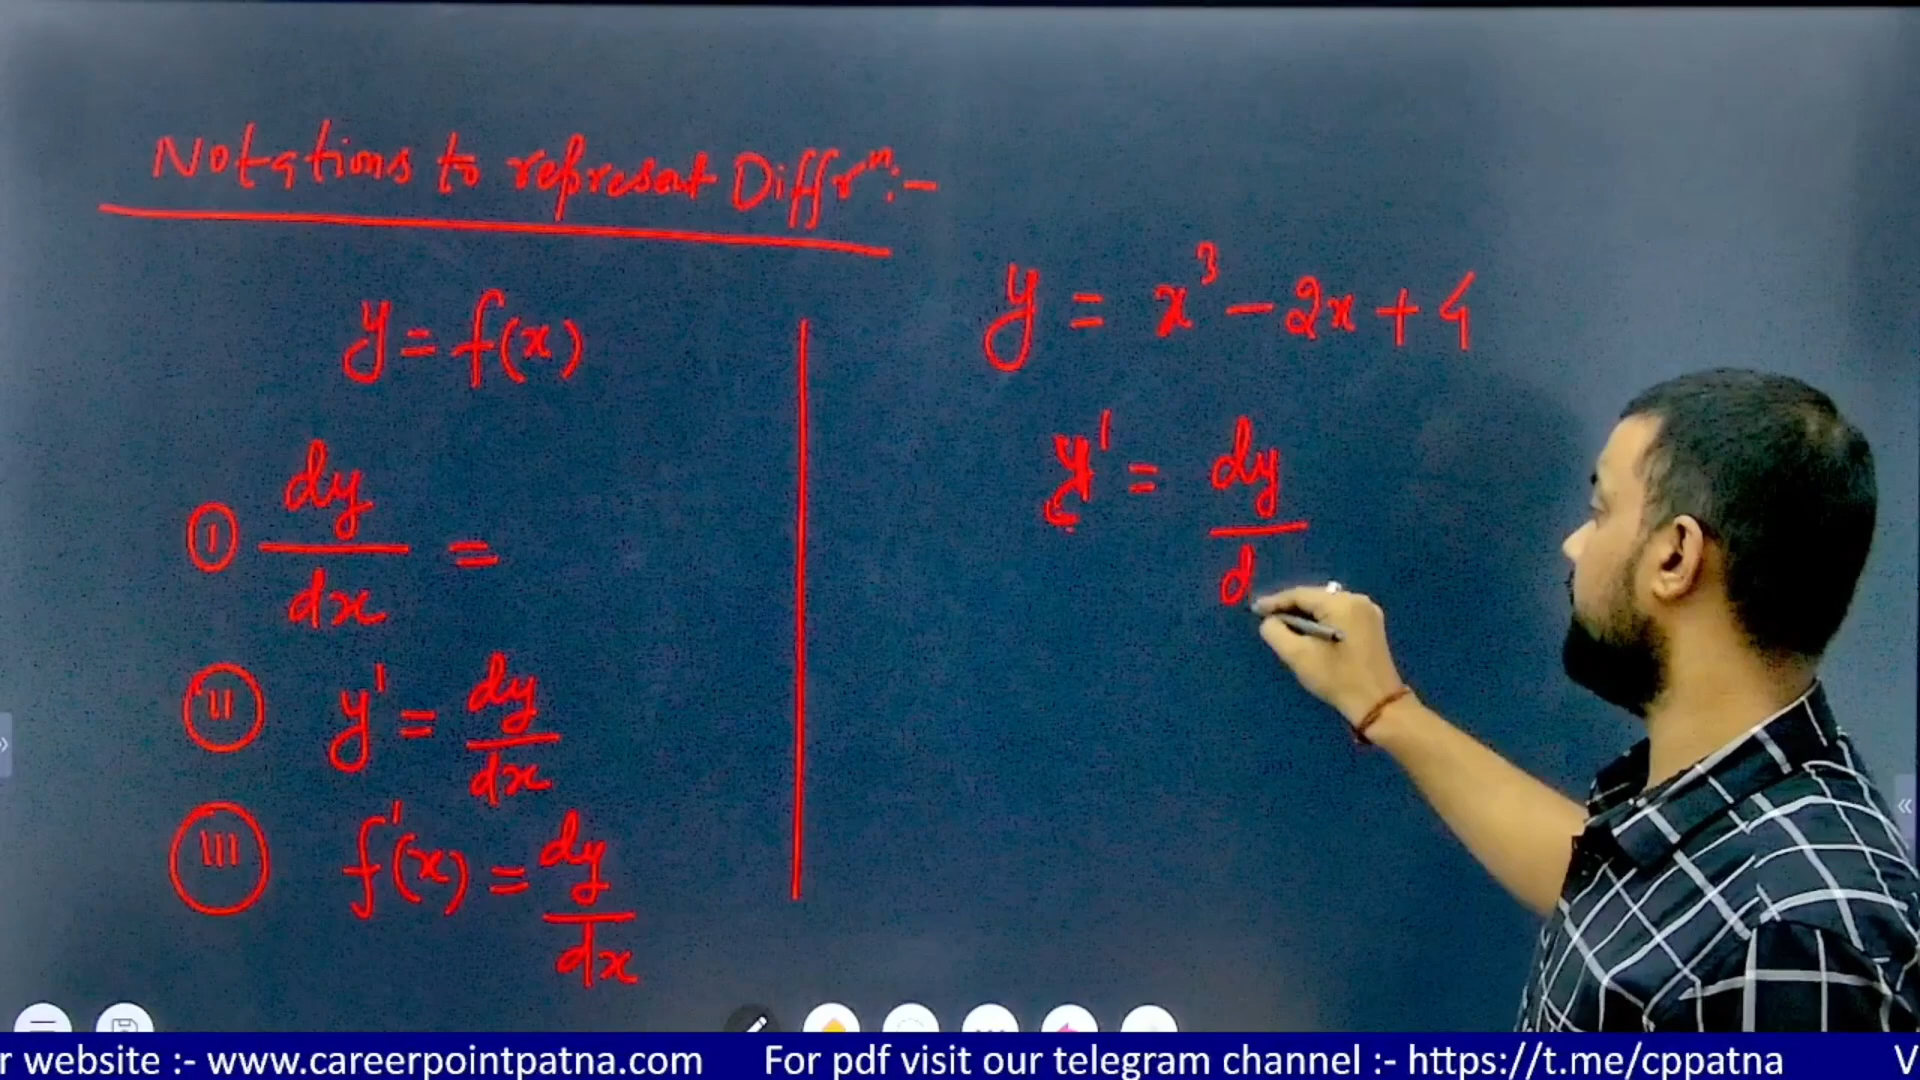 Notations to represent Diffrⁿ:-
y = f(x)
① dy/dx =
ⓘⓘ y' = dy/dx
ⓘⓘⓘ f'(x) = dy/dx
y = x³ - 2x + 4
y' = dy/d
r website :- www.careerpointpatna.com For pdf visit our telegram channel :- https://t.me/cppatna V